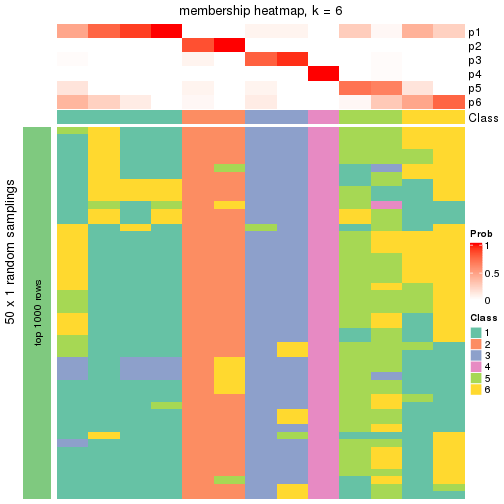 membership heatmap, k = 6
p1
p2
p3
p4
p5
p6
Class
50 x 1 random samplings
top 1000 rows
Prob
1
0.5
0
Class
1
2
3
4
5
6